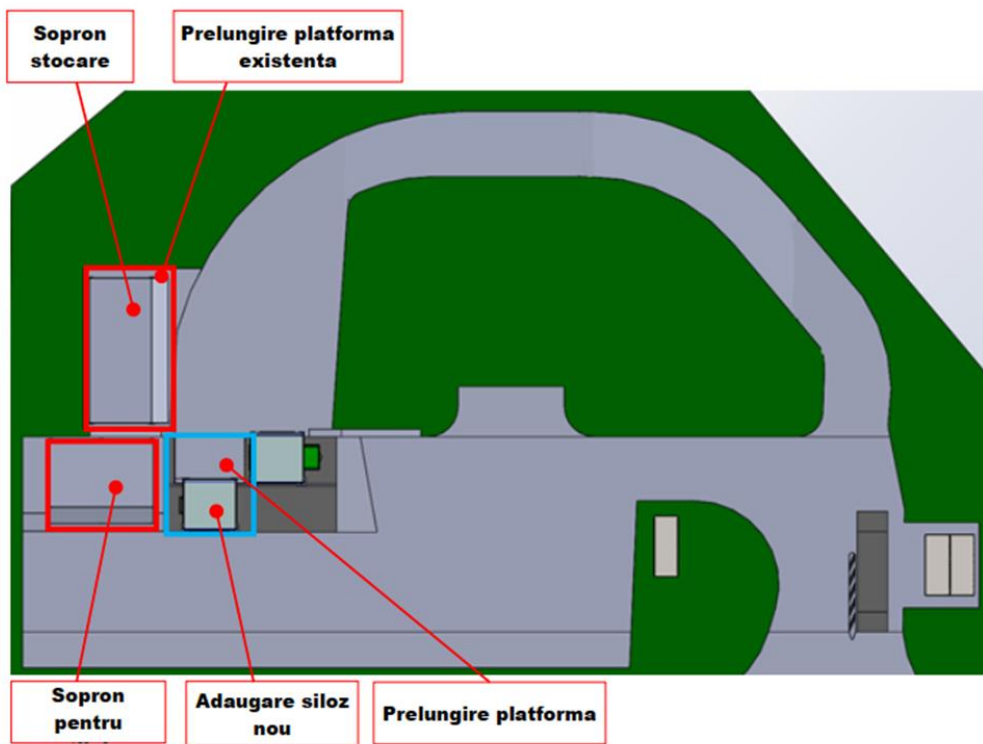 Sopron
stocare
Prelungire platforma
existenta
Sopron
pentru
Adaugare siloz
nou
Prelungire platforma